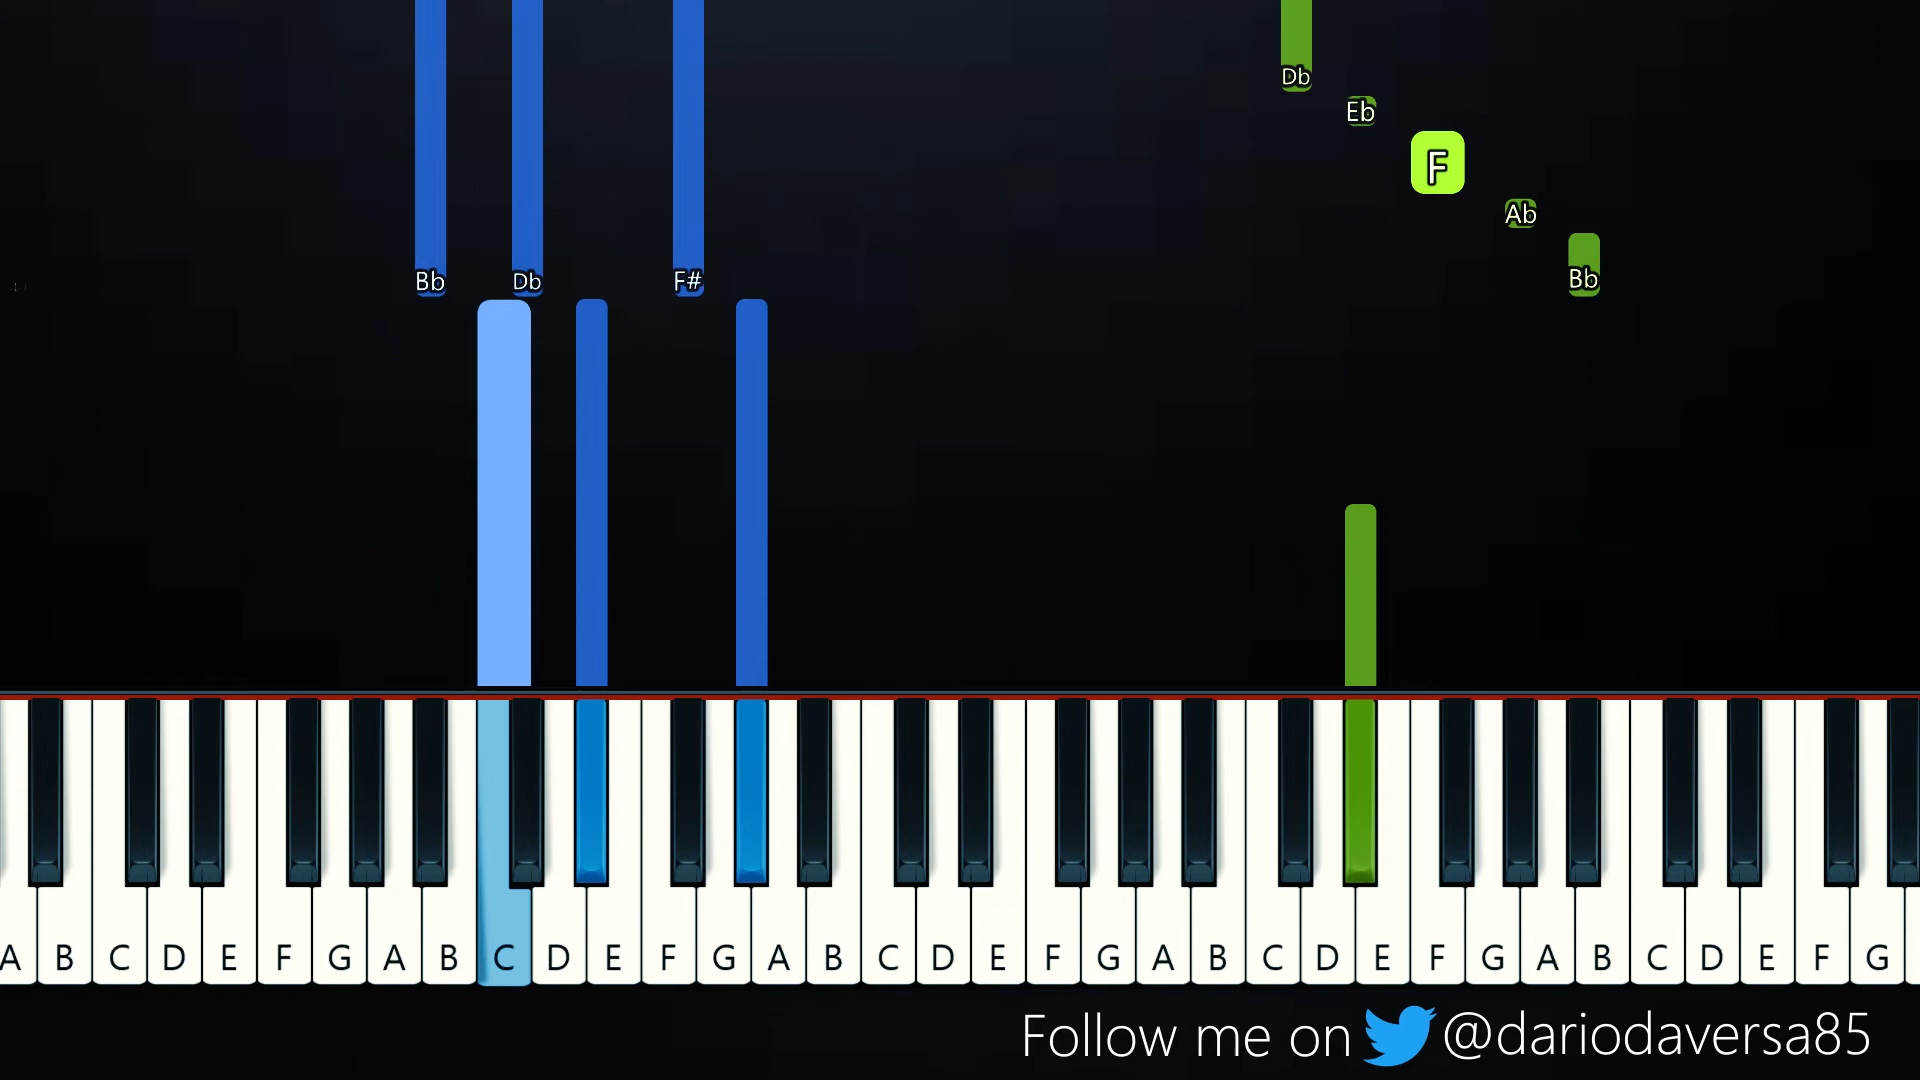 Db
Eb
F
Ab
Bb Db F# Bb
A B C D E F G A B C D E F G A B C D E F G A B C D E F G A B C D E F G
Follow me on @dariodaversa85